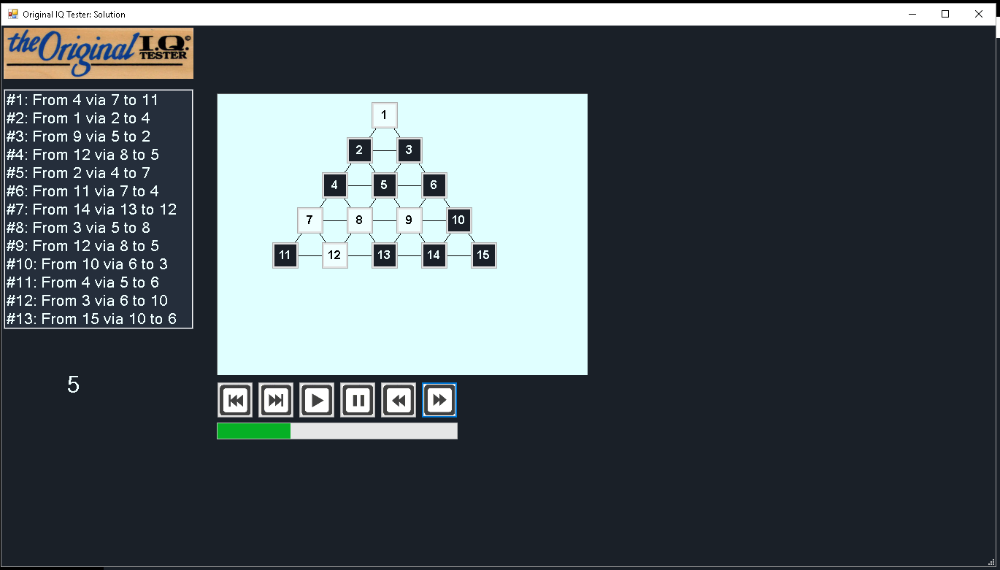 Original IQ Tester: Solution
the Original I.Q.©
TESTER
#1: From 4 via 7 to 11
#2: From 1 via 2 to 4
#3: From 9 via 5 to 2
#4: From 12 via 8 to 5
#5: From 2 via 4 to 7
#6: From 11 via 7 to 4
#7: From 14 via 13 to 12
#8: From 3 via 5 to 8
#9: From 12 via 8 to 5
#10: From 10 via 6 to 3
#11: From 4 via 5 to 6
#12: From 3 via 6 to 10
#13: From 15 via 10 to 6
5
1
2 3
4 5 6
7 8 9 10
11 12 13 14 15